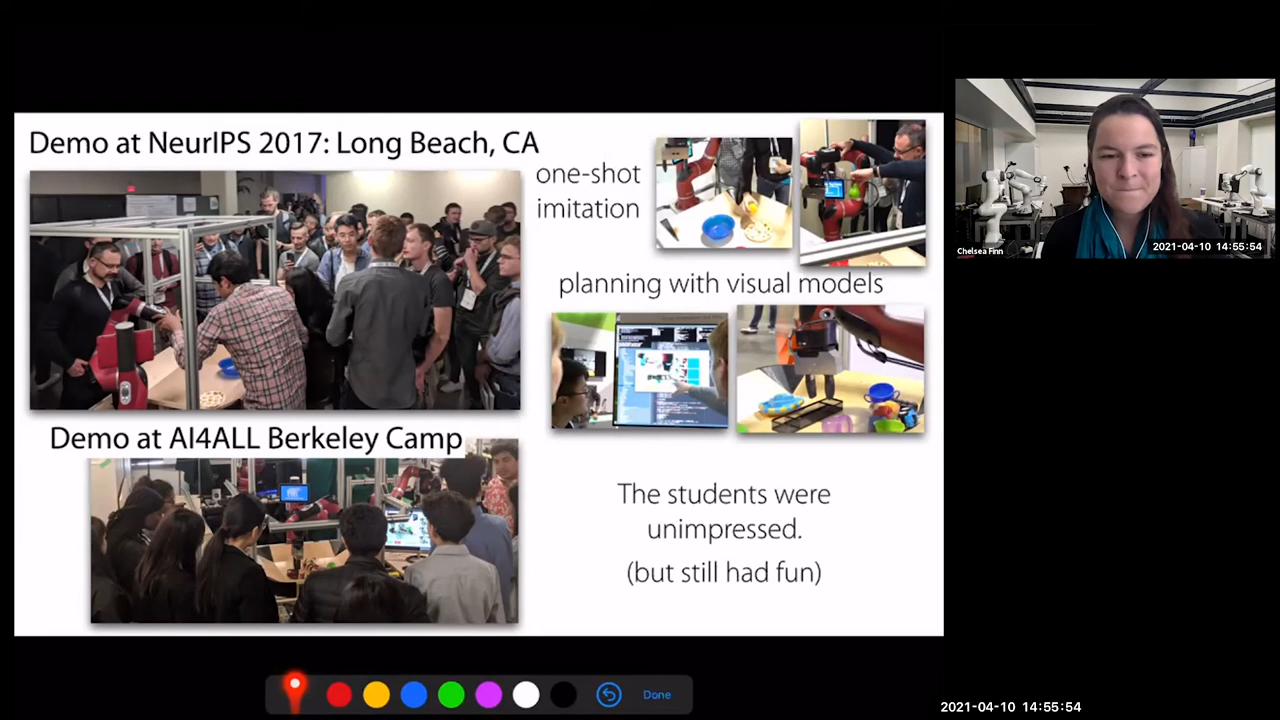 Demo at NeurIPS 2017: Long Beach, CA
one-shot
imitation
planning with visual models
Demo at AI4ALL Berkeley Camp
The students were
unimpressed.
(but still had fun)
Chelsea Finn
2021-04-10 14:55:54
Done
2021-04-10 14:55:54